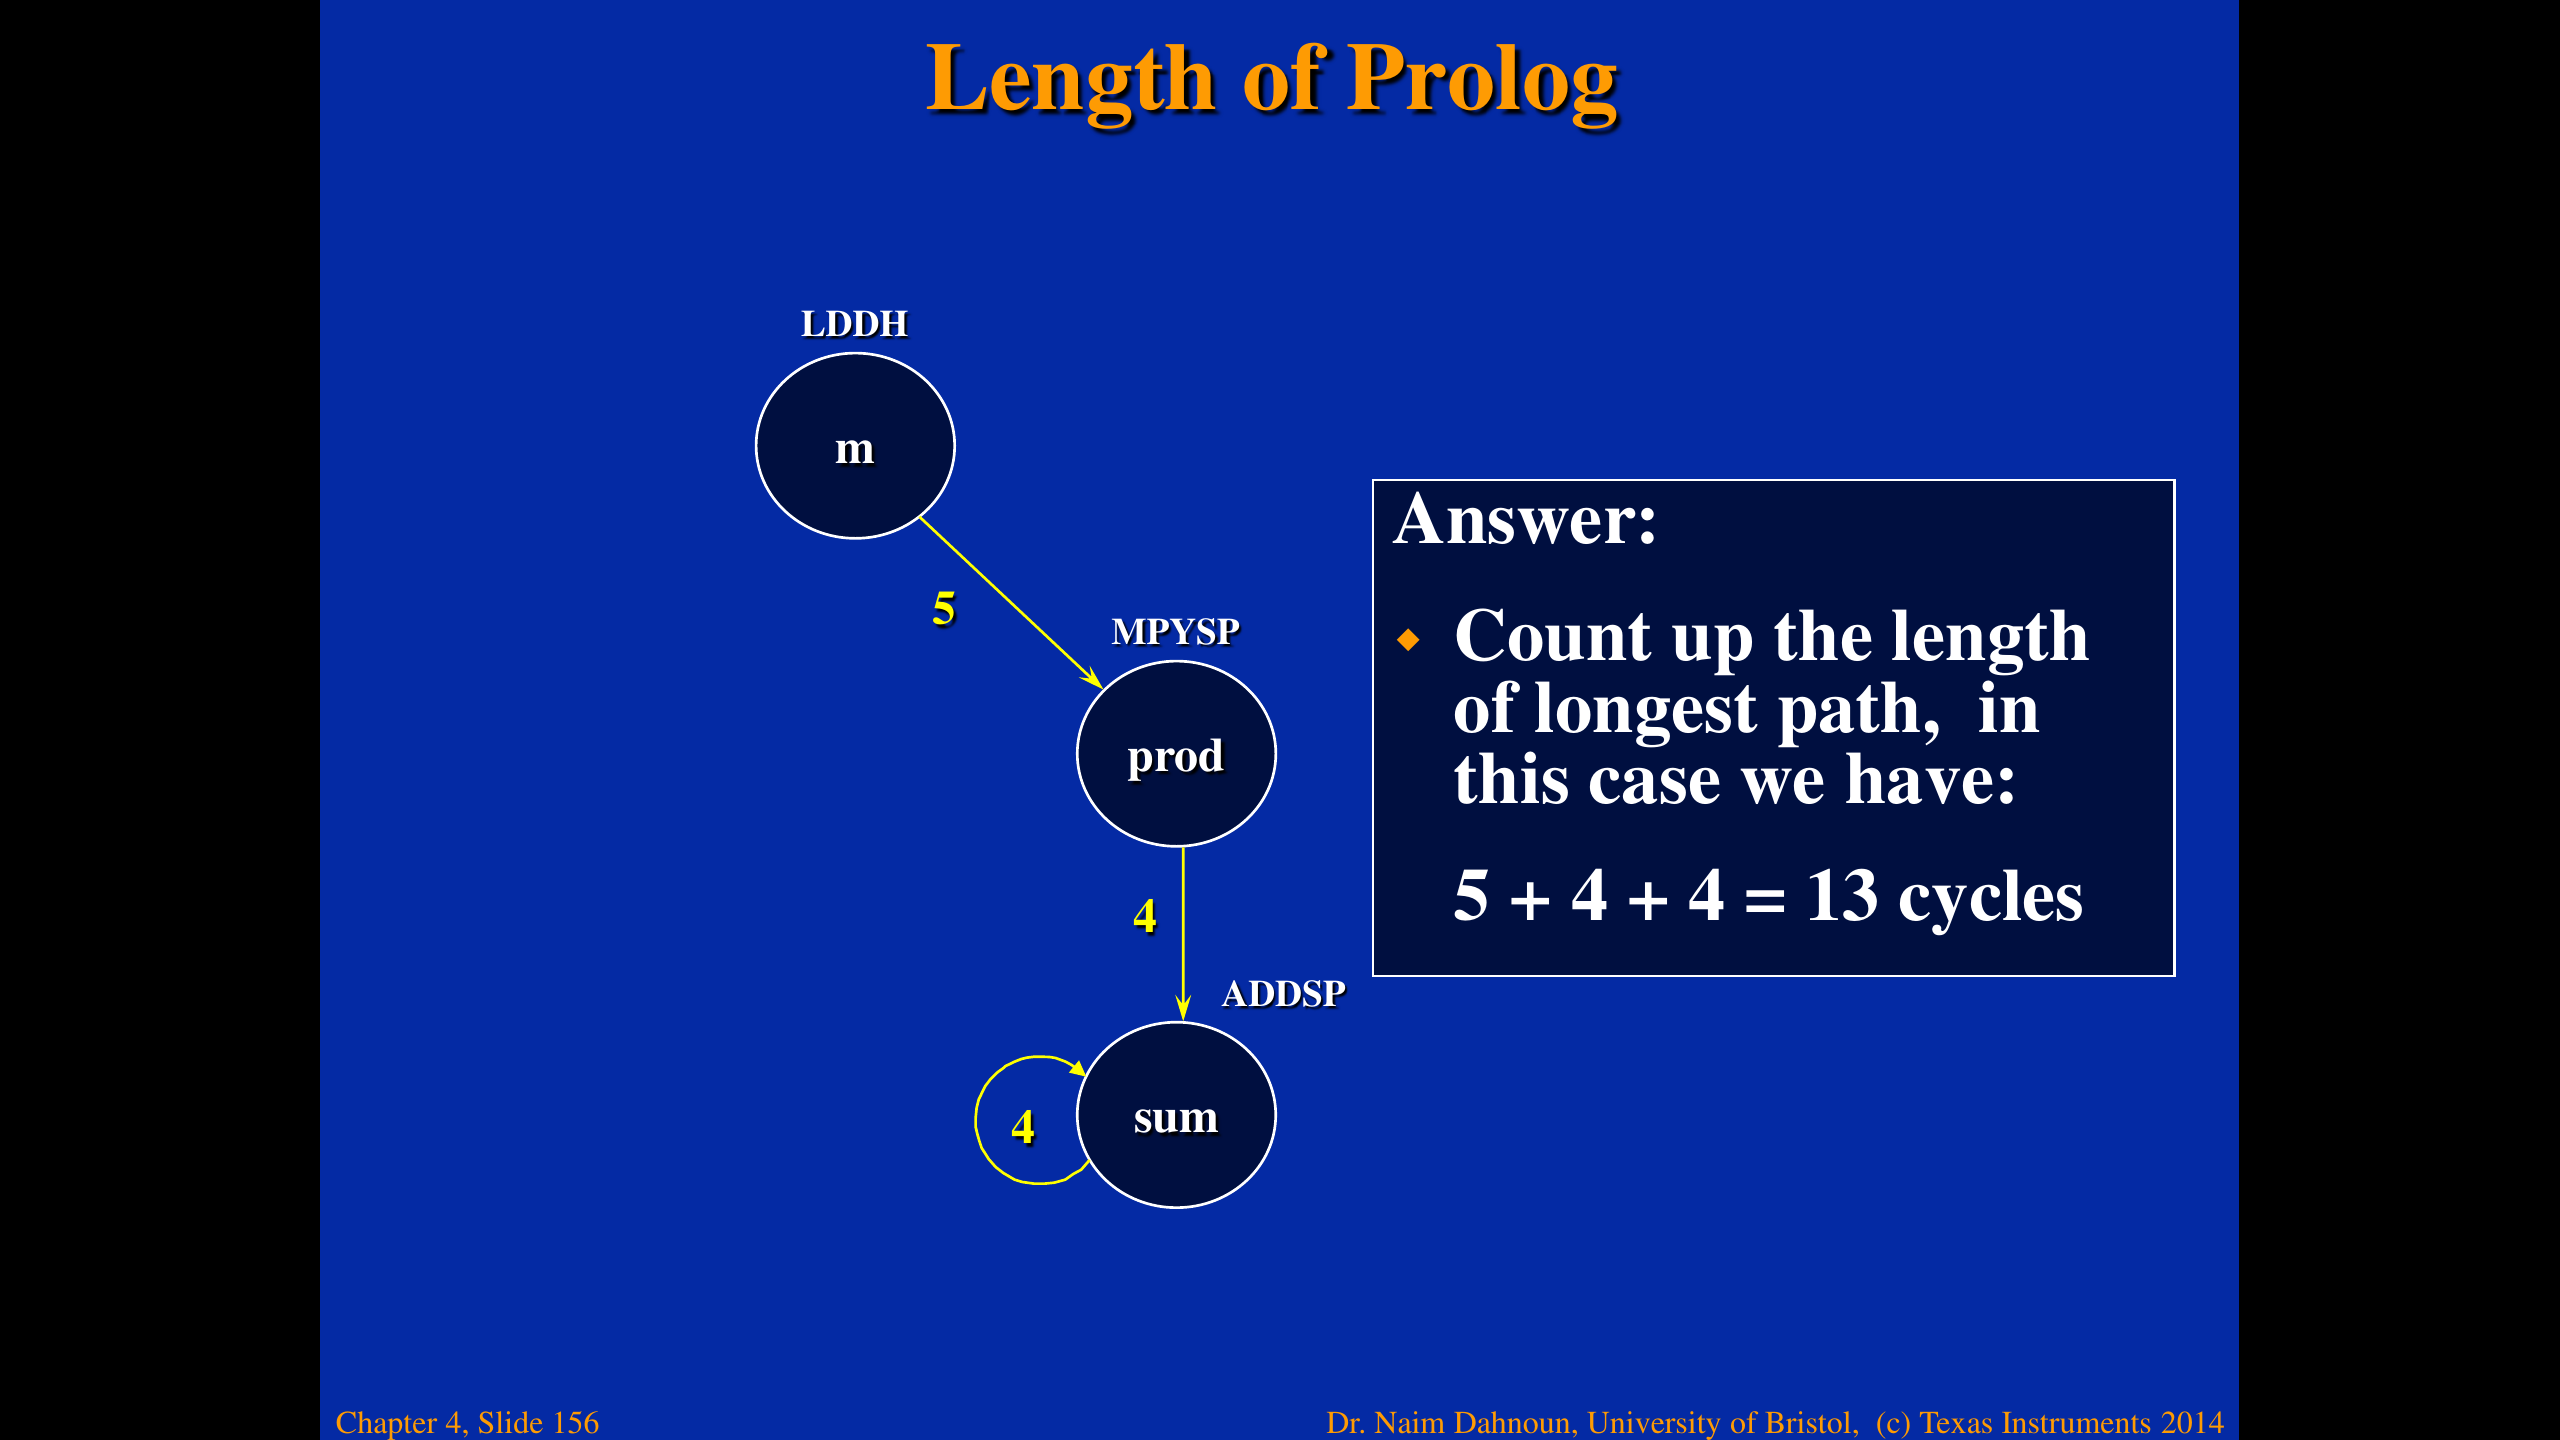 Length of Prolog
LDDH
m
5
MPYSP
prod
4
ADDSP
sum
4
Answer:
◆ Count up the length
of longest path,  in
this case we have:
5 + 4 + 4 = 13 cycles
Chapter 4, Slide 156
Dr. Naim Dahnoun, University of Bristol,  (c) Texas Instruments 2014